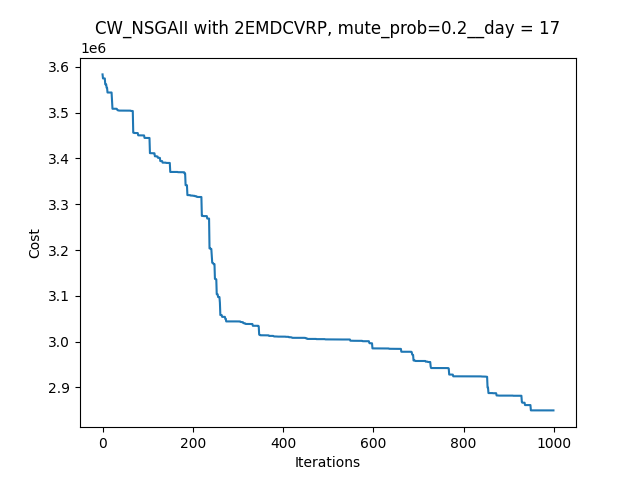 CW_NSGAII with 2EMDCVRP, mute_prob=0.2__day = 17
1e6
3.6
3.5
3.4
3.3
3.2
3.1
3.0
2.9
Cost
0 200 400 600 800 1000
Iterations